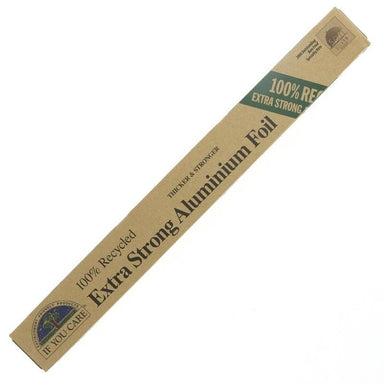 100% Recycled
Extra Strong Aluminium Foil
THICKER & STRONGER
IF YOU CARE
100% REC
EXTRA STRONG